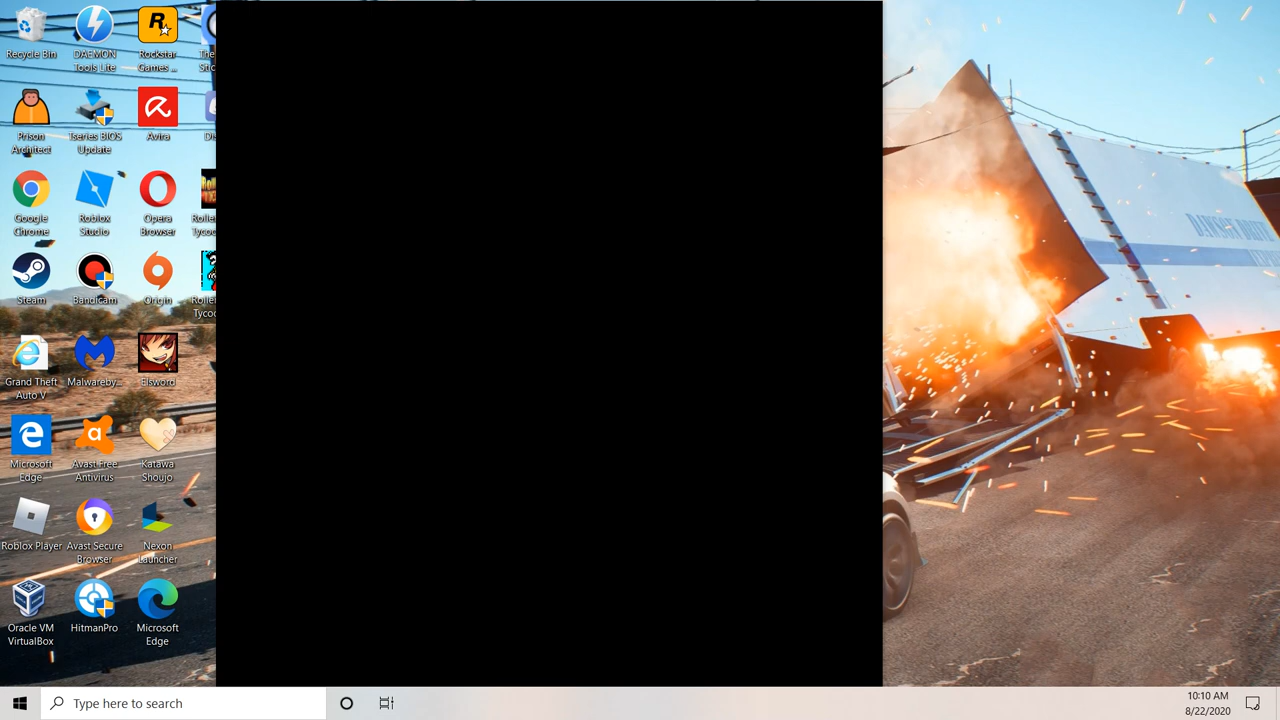 Recycle Bin
DAEMON
Tools Lite
Rockstar
Games ...
Prison
Architect
Tseries BIOS
Update
Avira
Google
Chrome
Roblox
Studio
Opera
Browser
Steam
Bandicam
Origin
Grand Theft
Auto V
Malwareby...
Elsword
Microsoft
Edge
Avast Free
Antivirus
Katawa
Shoujo
Roblox Player
Avast Secure
Browser
Nexon
Launcher
Oracle VM
VirtualBox
HitmanPro
Microsoft
Edge
Type here to search
10:10 AM
8/22/2020